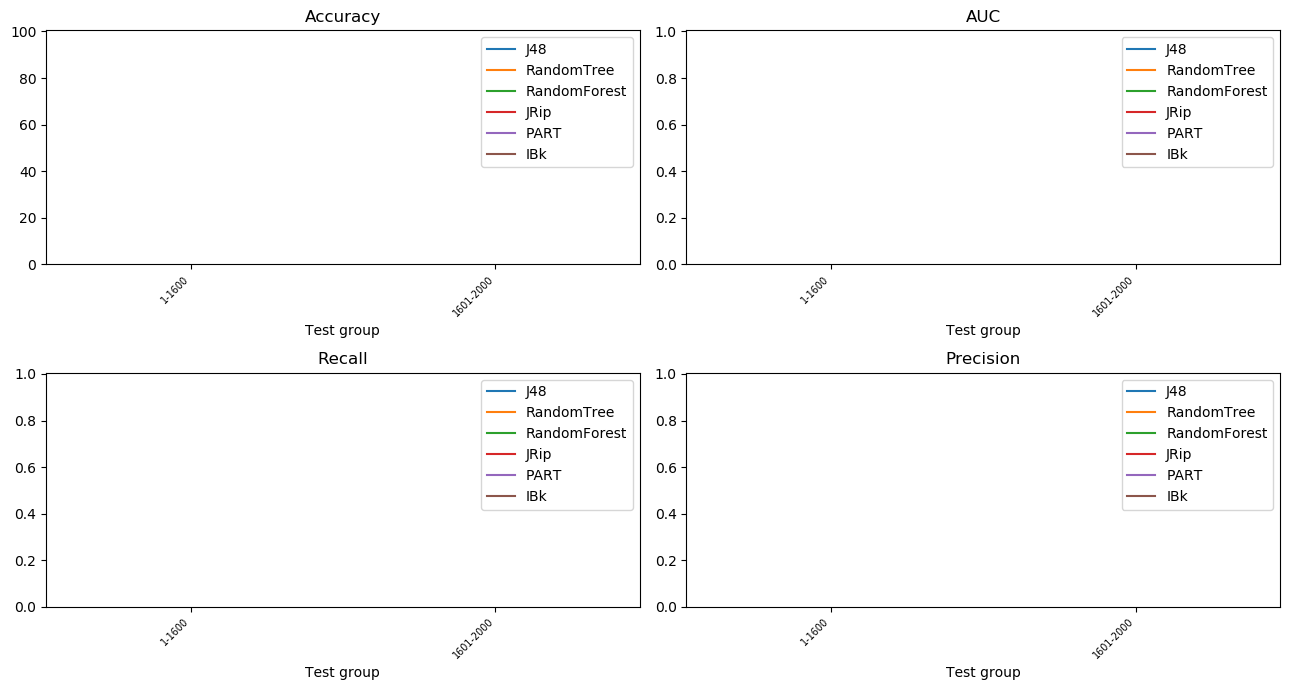 Accuracy
100
80
60
40
20
0
J48
RandomTree
RandomForest
JRip
PART
IBk
1-1600
1601-2000
Test group
AUC
1.0
0.8
0.6
0.4
0.2
0.0
J48
RandomTree
RandomForest
JRip
PART
IBk
1-1600
1601-2000
Test group
Recall
1.0
0.8
0.6
0.4
0.2
0.0
J48
RandomTree
RandomForest
JRip
PART
IBk
1-1600
1601-2000
Test group
Precision
1.0
0.8
0.6
0.4
0.2
0.0
J48
RandomTree
RandomForest
JRip
PART
IBk
1-1600
1601-2000
Test group